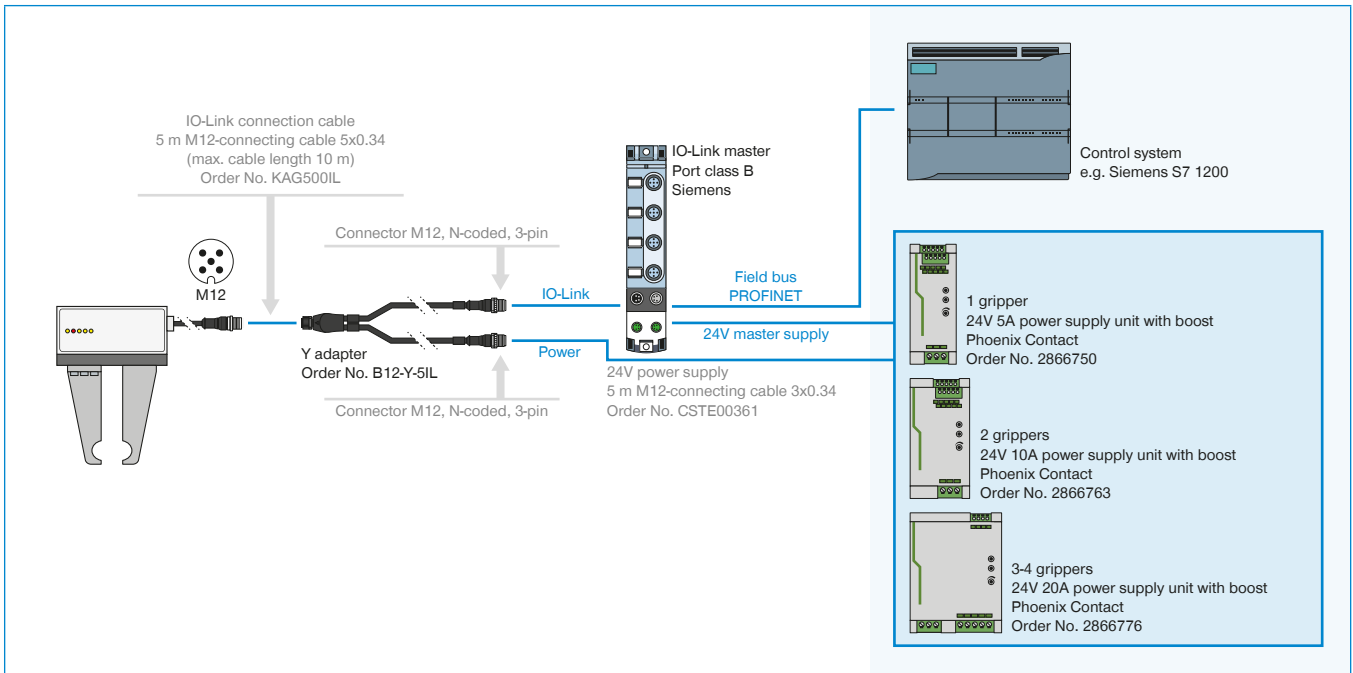 IO-Link connection cable
5 m M12-connecting cable 5x0.34
(max. cable length 10 m)
Order No. KAG500IL
M12
Connector M12, N-coded, 3-pin
Y adapter
Order No. B12-Y-5IL
Connector M12, N-coded, 3-pin
IO-Link
Power
IO-Link master
Port class B
Siemens
24V power supply
5 m M12-connecting cable 3x0.34
Order No. CSTE00361
Field bus
PROFINET
24V master supply
Control system
e.g. Siemens S7 1200
1 gripper
24V 5A power supply unit with boost
Phoenix Contact
Order No. 2866750
2 grippers
24V 10A power supply unit with boost
Phoenix Contact
Order No. 2866763
3-4 grippers
24V 20A power supply unit with boost
Phoenix Contact
Order No. 2866776